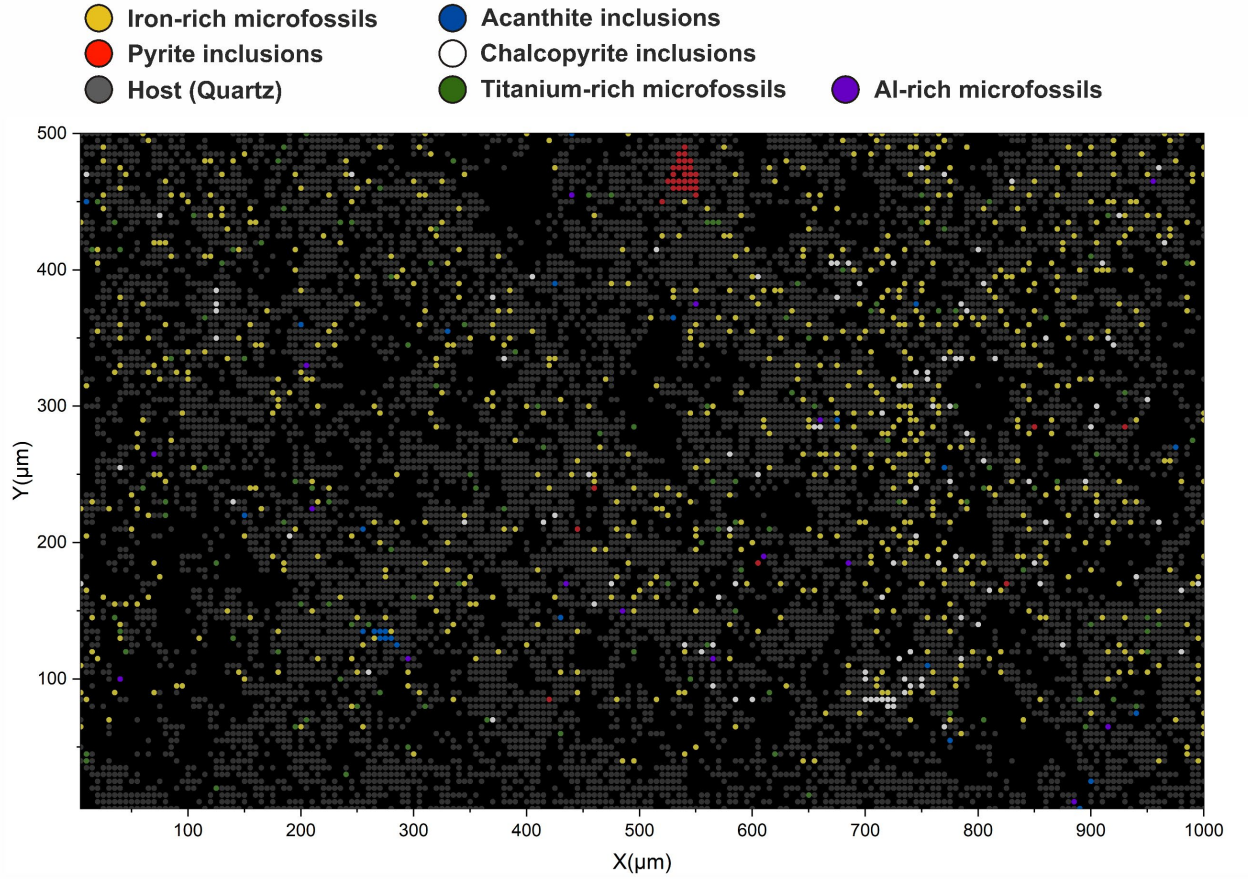 Iron-rich microfossils
Acanthite inclusions
Pyrite inclusions
Chalcopyrite inclusions
Host (Quartz)
Titanium-rich microfossils
Al-rich microfossils
500
400
300
200
100
Y(μm)
100 200 300 400 500 600 700 800 900 1000
X(μm)